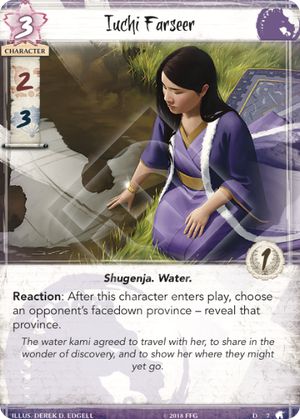 Iuchi Farseer
3
CHARACTER
2
3
Shugenja. Water.
1
Reaction: After this character enters play, choose
an opponent's facedown province – reveal that
province.
The water kami agreed to travel with her, to share in
the wonder of discovery, and to show her where they might
yet go.
ILLUS. DEREK D. EDGELL
© 2018 FFG
D 7